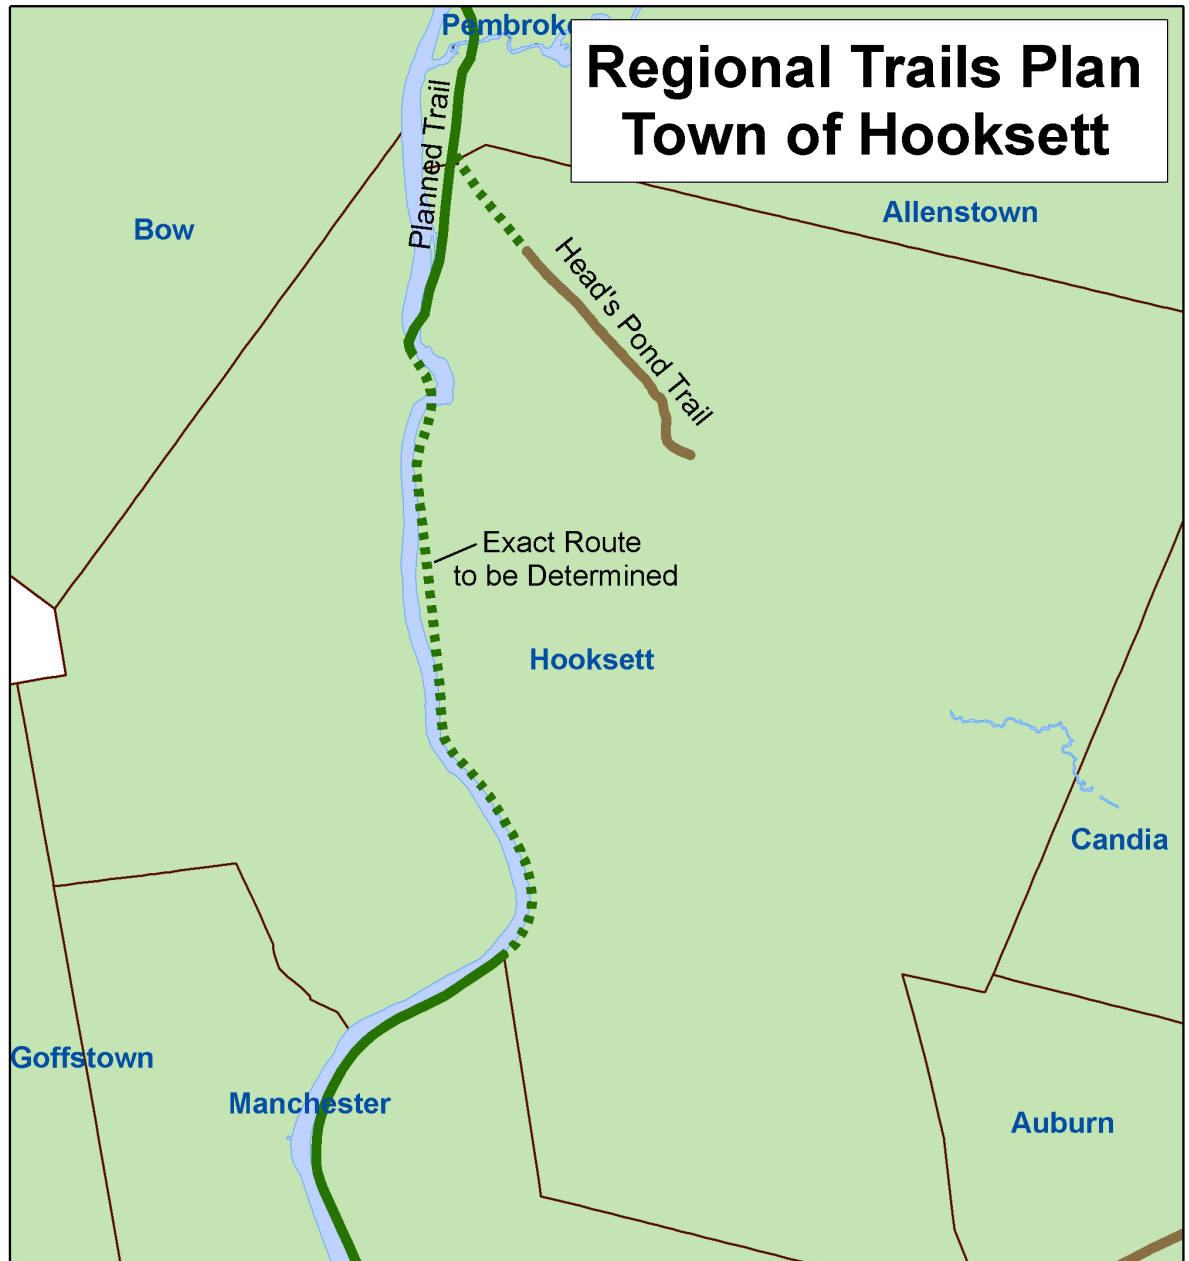 Pembroke
Regional Trails Plan
Town of Hooksett
Planned Trail
Bow
Allenstown
Head's Pond Trail
Exact Route
to be Determined
Hooksett
Candia
Goffstown
Manchester
Auburn